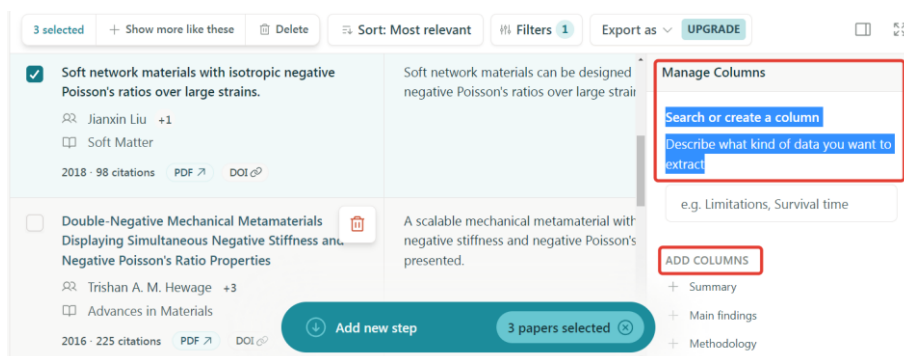 3 selected
+ Show more like these
Delete
Sort: Most relevant
Filters 1
Export as
UPGRADE
Soft network materials with isotropic negative
Poisson's ratios over large strains.
Jianxin Liu +1
Soft Matter
2018 · 98 citations PDF DOI
Soft network materials can be designed
negative Poisson's ratios over large strain
Double-Negative Mechanical Metamaterials
Displaying Simultaneous Negative Stiffness and
Negative Poisson's Ratio Properties
Trishan A. M. Hewage +3
Advances in Materials
2016 · 225 citations PDF DOI
A scalable mechanical metamaterial with
negative stiffness and negative Poisson's
presented.
Add new step
3 papers selected
Manage Columns
Search or create a column
Describe what kind of data you want to
extract
e.g. Limitations, Survival time
ADD COLUMNS
+ Summary
+ Main findings
+ Methodology